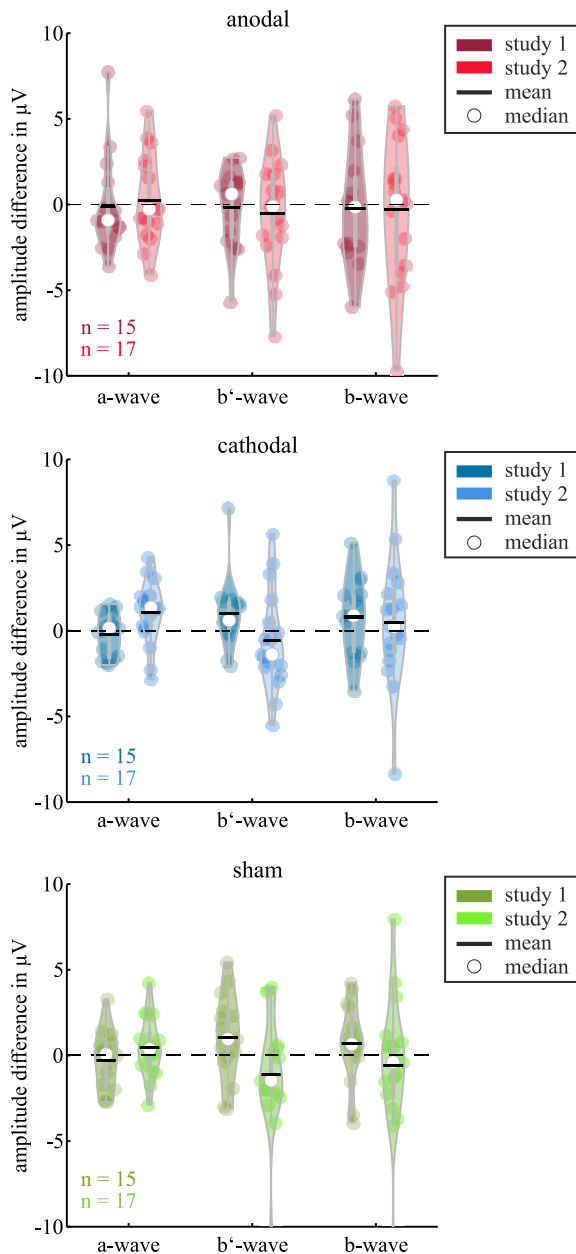 anodal
10
5
0
-5
-10
amplitude difference in µV
n = 15
n = 17
a-wave
b‘-wave
b-wave
study 1
study 2
mean
median
cathodal
10
5
0
-5
-10
amplitude difference in µV
n = 15
n = 17
a-wave
b‘-wave
b-wave
study 1
study 2
mean
median
sham
10
5
0
-5
-10
amplitude difference in µV
n = 15
n = 17
a-wave
b‘-wave
b-wave
study 1
study 2
mean
median